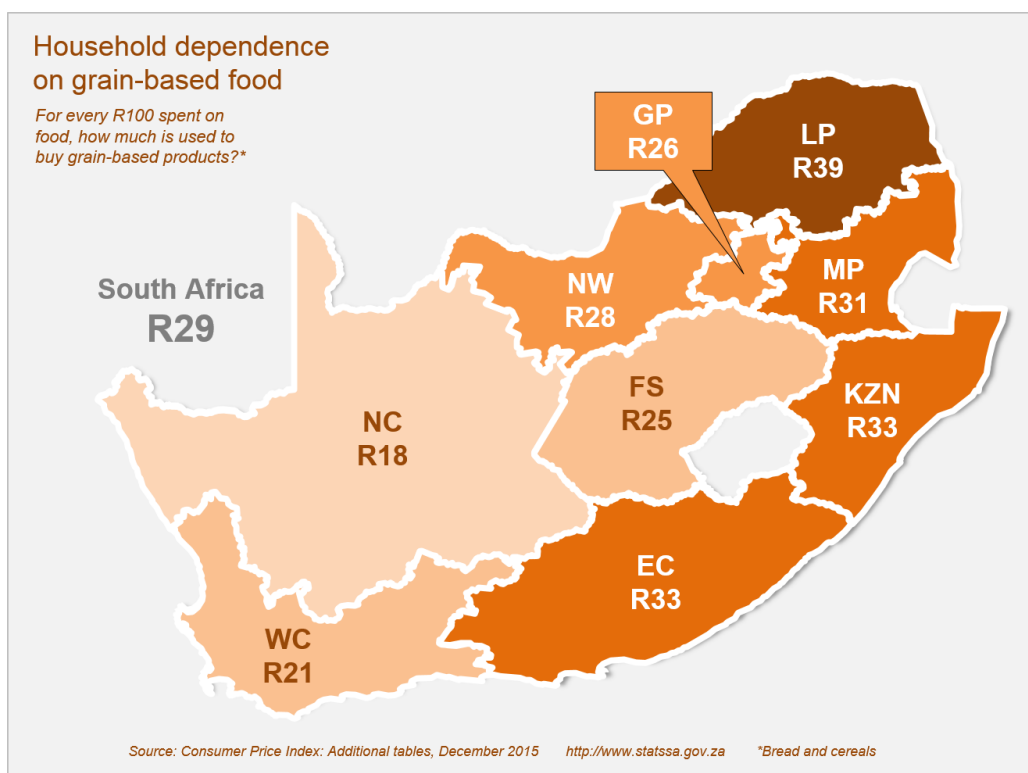 Household dependence
on grain-based food
For every R100 spent on
food, how much is used to
buy grain-based products?*
GP
R26
LP
R39
South Africa
R29
NW
R28
MP
R31
FS
R25
KZN
R33
NC
R18
EC
R33
WC
R21
Source: Consumer Price Index: Additional tables, December 2015 http://www.statssa.gov.za *Bread and cereals